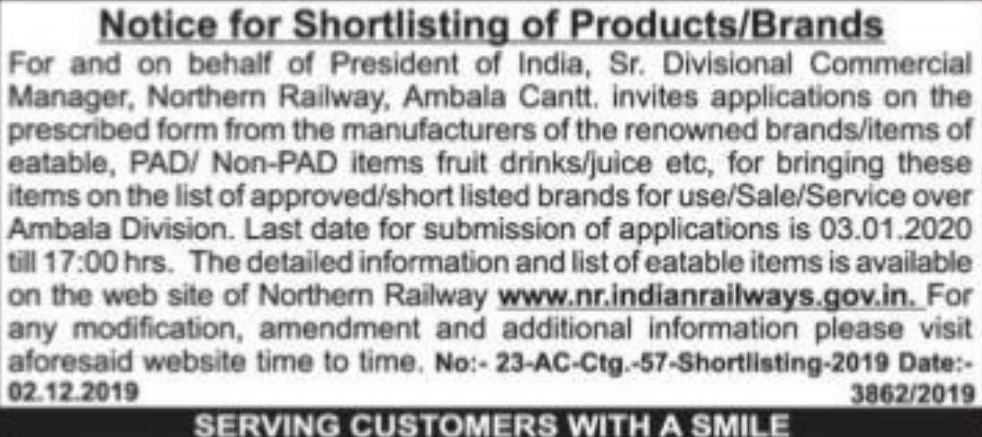 Notice for Shortlisting of Products/Brands
For and on behalf of President of India, Sr. Divisional Commercial
Manager, Northern Railway, Ambala Cantt. invites applications on the
prescribed form from the manufacturers of the renowned brands/items of
eatable, PAD/ Non-PAD items fruit drinks/juice etc, for bringing these
items on the list of approved/short listed brands for use/Sale/Service over
Ambala Division. Last date for submission of applications is 03.01.2020
till 17:00 hrs. The detailed information and list of eatable items is available
on the web site of Northern Railway www.nr.indianrailways.gov.in. For
any modification, amendment and additional information please visit
aforesaid website time to time. No:- 23-AC-Ctg.-57-Shortlisting-2019 Date:-
02.12.2019 3862/2019
SERVING CUSTOMERS WITH A SMILE